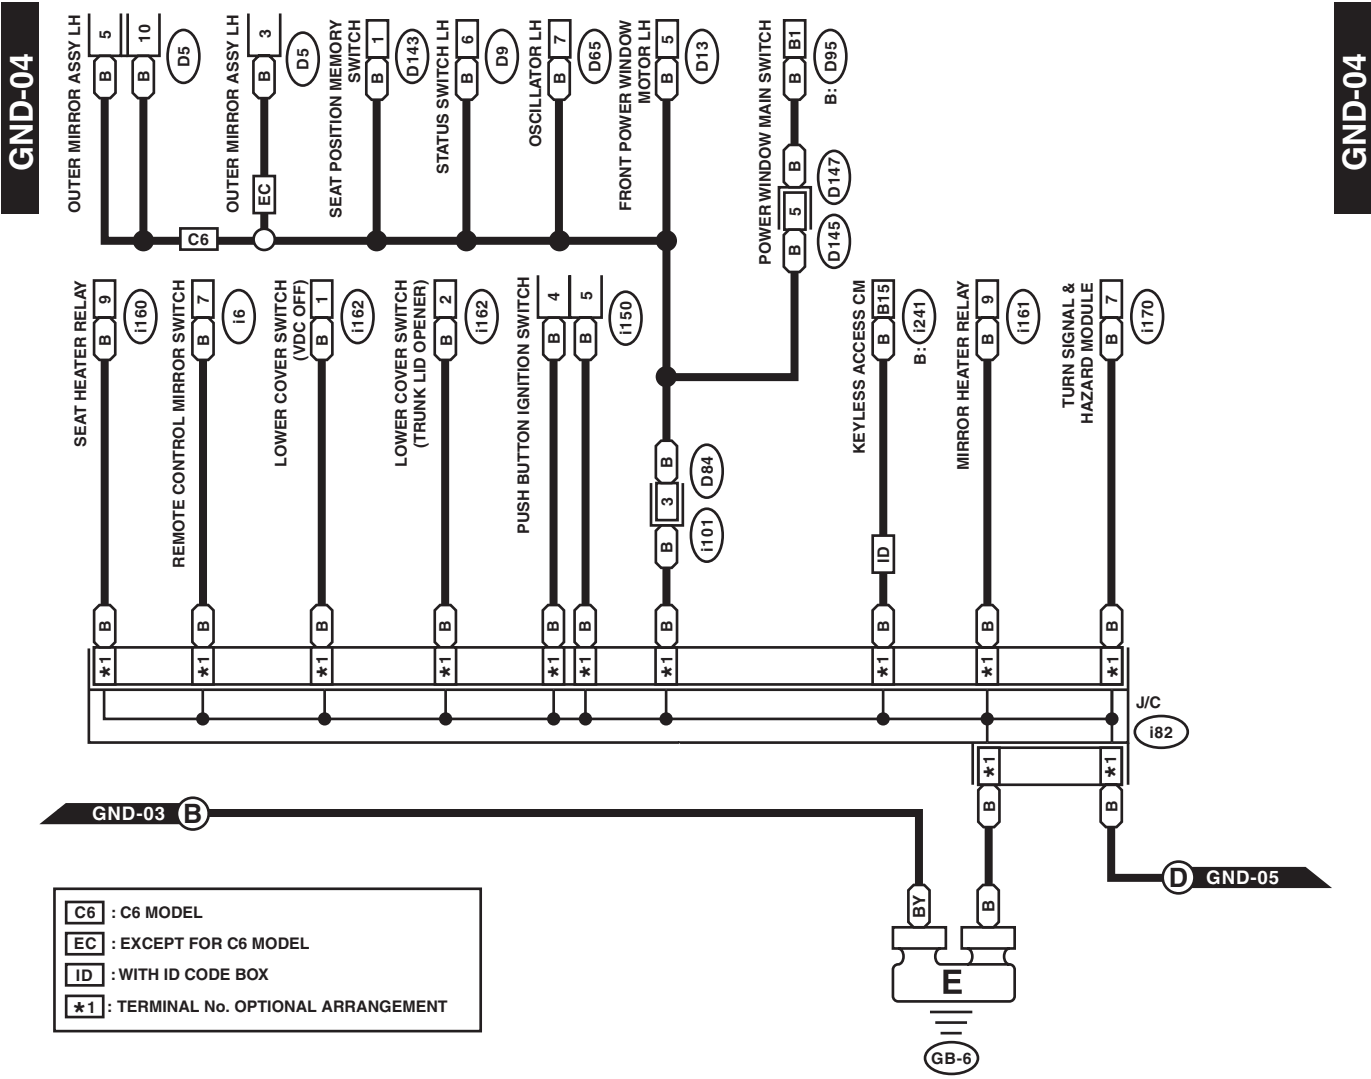 GND-04
GND-04
OUTER MIRROR ASSY LH
5
10
B
B
D5
OUTER MIRROR ASSY LH
3
B
D5
EC
SEAT POSITION MEMORY
SWITCH
1
B
D143
STATUS SWITCH LH
6
B
D9
OSCILLATOR LH
7
B
D65
FRONT POWER WINDOW
MOTOR LH
5
B
D13
POWER WINDOW MAIN SWITCH
B1
B
D95
B:
B
D147
5
B
D145
C6
SEAT HEATER RELAY
9
B
i160
REMOTE CONTROL MIRROR SWITCH
7
B
i6
LOWER COVER SWITCH
(VDC OFF)
1
B
i162
LOWER COVER SWITCH
(TRUNK LID OPENER)
2
B
i162
PUSH BUTTON IGNITION SWITCH
4
5
B
B
i150
B
D84
3
B
i101
KEYLESS ACCESS CM
B15
B
i241
B:
ID
MIRROR HEATER RELAY
9
B
i161
TURN SIGNAL &
HAZARD MODULE
7
B
i170
B
B
B
B
B
B
B
B
B
B
*1
*1
*1
*1
*1
*1
*1
*1
*1
*1
J/C
i82
*1
*1
B
B
GND-03
B
D
GND-05
BY
B
E
GB-6
C6 : C6 MODEL
EC : EXCEPT FOR C6 MODEL
ID : WITH ID CODE BOX
*1 : TERMINAL No. OPTIONAL ARRANGEMENT